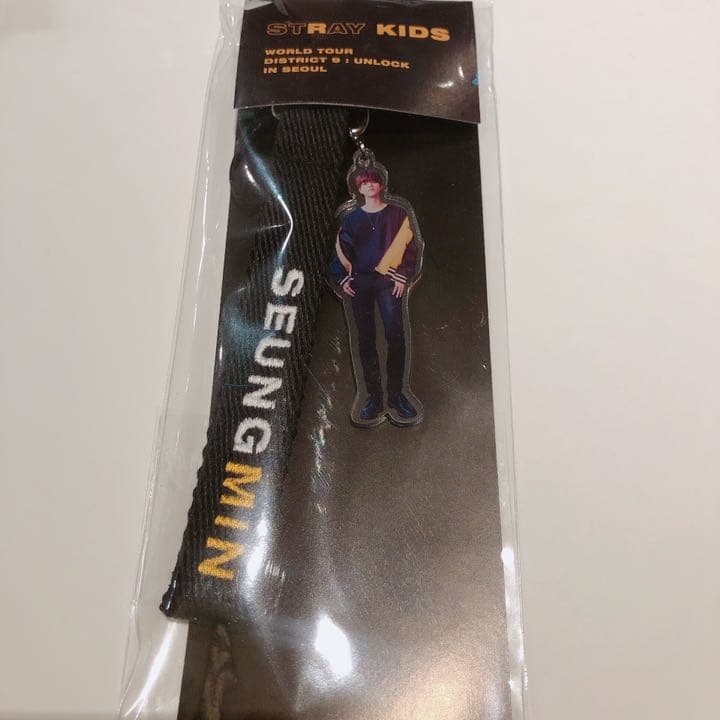 STRAY KIDS
WORLD TOUR
DISTRICT 9 : UNLOCK
IN SEOUL
SEUNGMIN